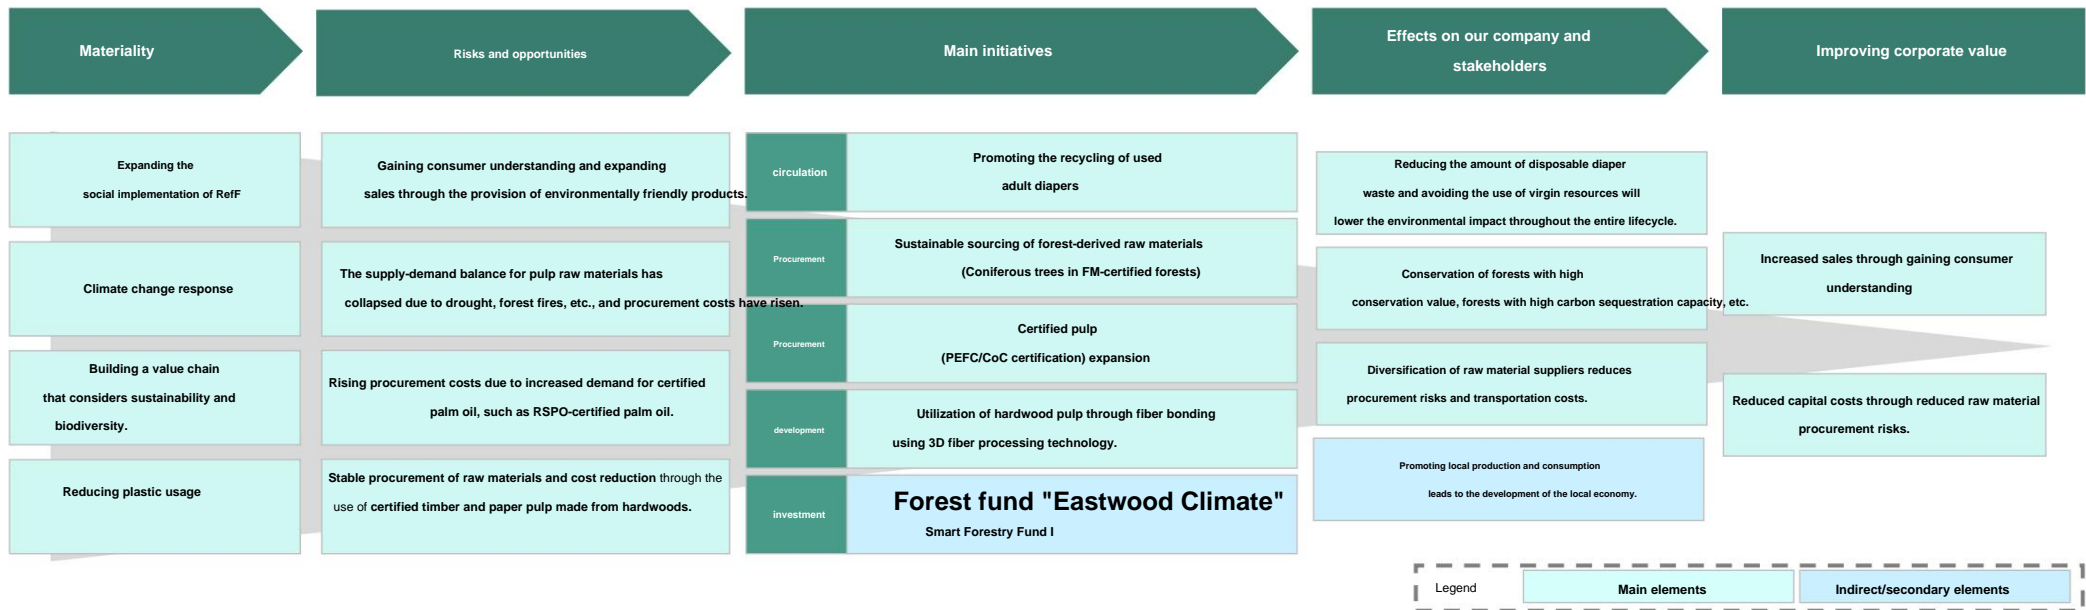 Materiality
Risks and opportunities
Main initiatives
Effects on our company and
stakeholders
Improving corporate value
Expanding the
social implementation of RefF
Climate change response
Building a value chain
that considers sustainability and
biodiversity.
Reducing plastic usage
Gaining consumer understanding and expanding
sales through the provision of environmentally friendly products.
The supply-demand balance for pulp raw materials has
collapsed due to drought, forest fires, etc., and procurement costs have risen.
Rising procurement costs due to increased demand for certified
palm oil, such as RSPO-certified palm oil.
Stable procurement of raw materials and cost reduction through the
use of certified timber and paper pulp made from hardwoods.
circulation
Promoting the recycling of used
adult diapers
Procurement
Sustainable sourcing of forest-derived raw materials
(Coniferous trees in FM-certified forests)
Procurement
Certified pulp
(PEFC/CoC certification) expansion
development
Utilization of hardwood pulp through fiber bonding
using 3D fiber processing technology.
investment
Forest fund "Eastwood Climate"
Smart Forestry Fund I
Reducing the amount of disposable diaper
waste and avoiding the use of virgin resources will
lower the environmental impact throughout the entire lifecycle.
Conservation of forests with high
conservation value, forests with high carbon sequestration capacity, etc.
Diversification of raw material suppliers reduces
procurement risks and transportation costs.
Promoting local production and consumption
leads to the development of the local economy.
Increased sales through gaining consumer
understanding
Reduced capital costs through reduced raw material
procurement risks.
Legend
Main elements
Indirect/secondary elements